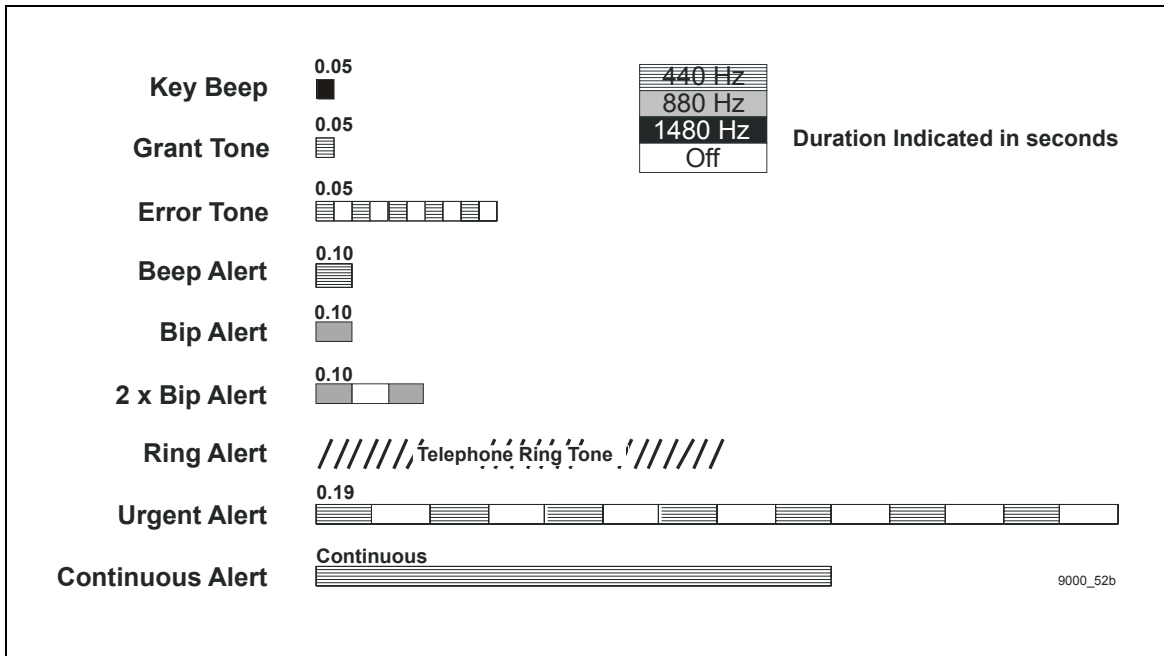 0.05
Key Beep
0.05
Grant Tone
0.05
Error Tone
0.10
Beep Alert
0.10
Bip Alert
0.10
2 x Bip Alert
Ring Alert
Telephone Ring Tone
0.19
Urgent Alert
Continuous
Continuous Alert
440 Hz
880 Hz
1480 Hz
Off
Duration Indicated in seconds
9000_52b